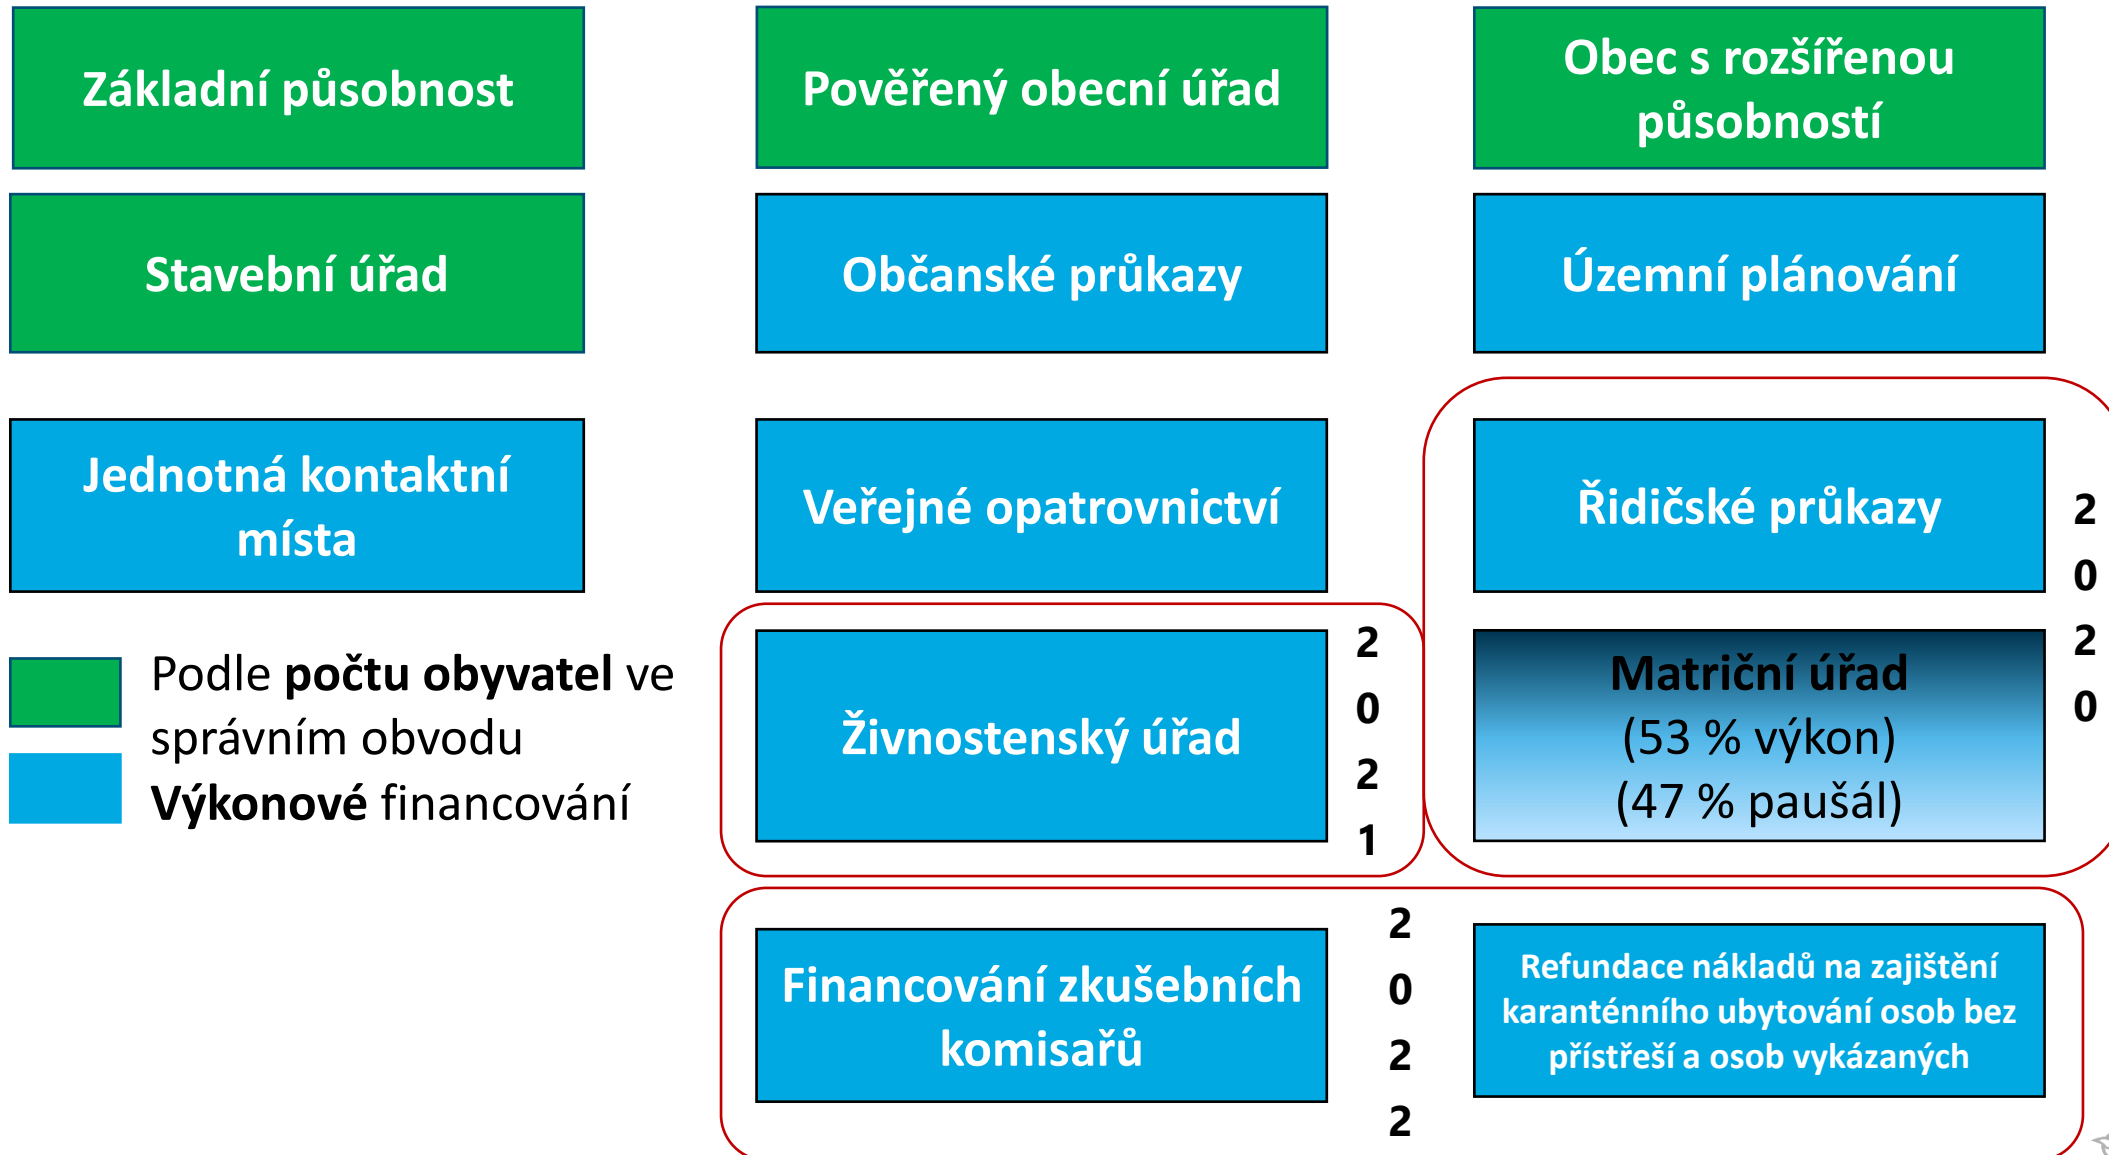 Základní působnost
Pověřený obecní úřad
Obec s rozšířenou
působností
Stavební úřad
Občanské průkazy
Územní plánování
Jednotná kontaktní
místa
Veřejné opatrovnictví
Řidičské průkazy
2
0
2
0
Podle počtu obyvatel ve
správním obvodu
Výkonové financování
Živnostenský úřad
2
0
2
1
Matriční úřad
(53 % výkon)
(47 % paušál)
Financování zkušebních
komisařů
2
0
2
2
Refundace nákladů na zajištění
karanténního ubytování osob bez
přístřeší a osob vykázaných